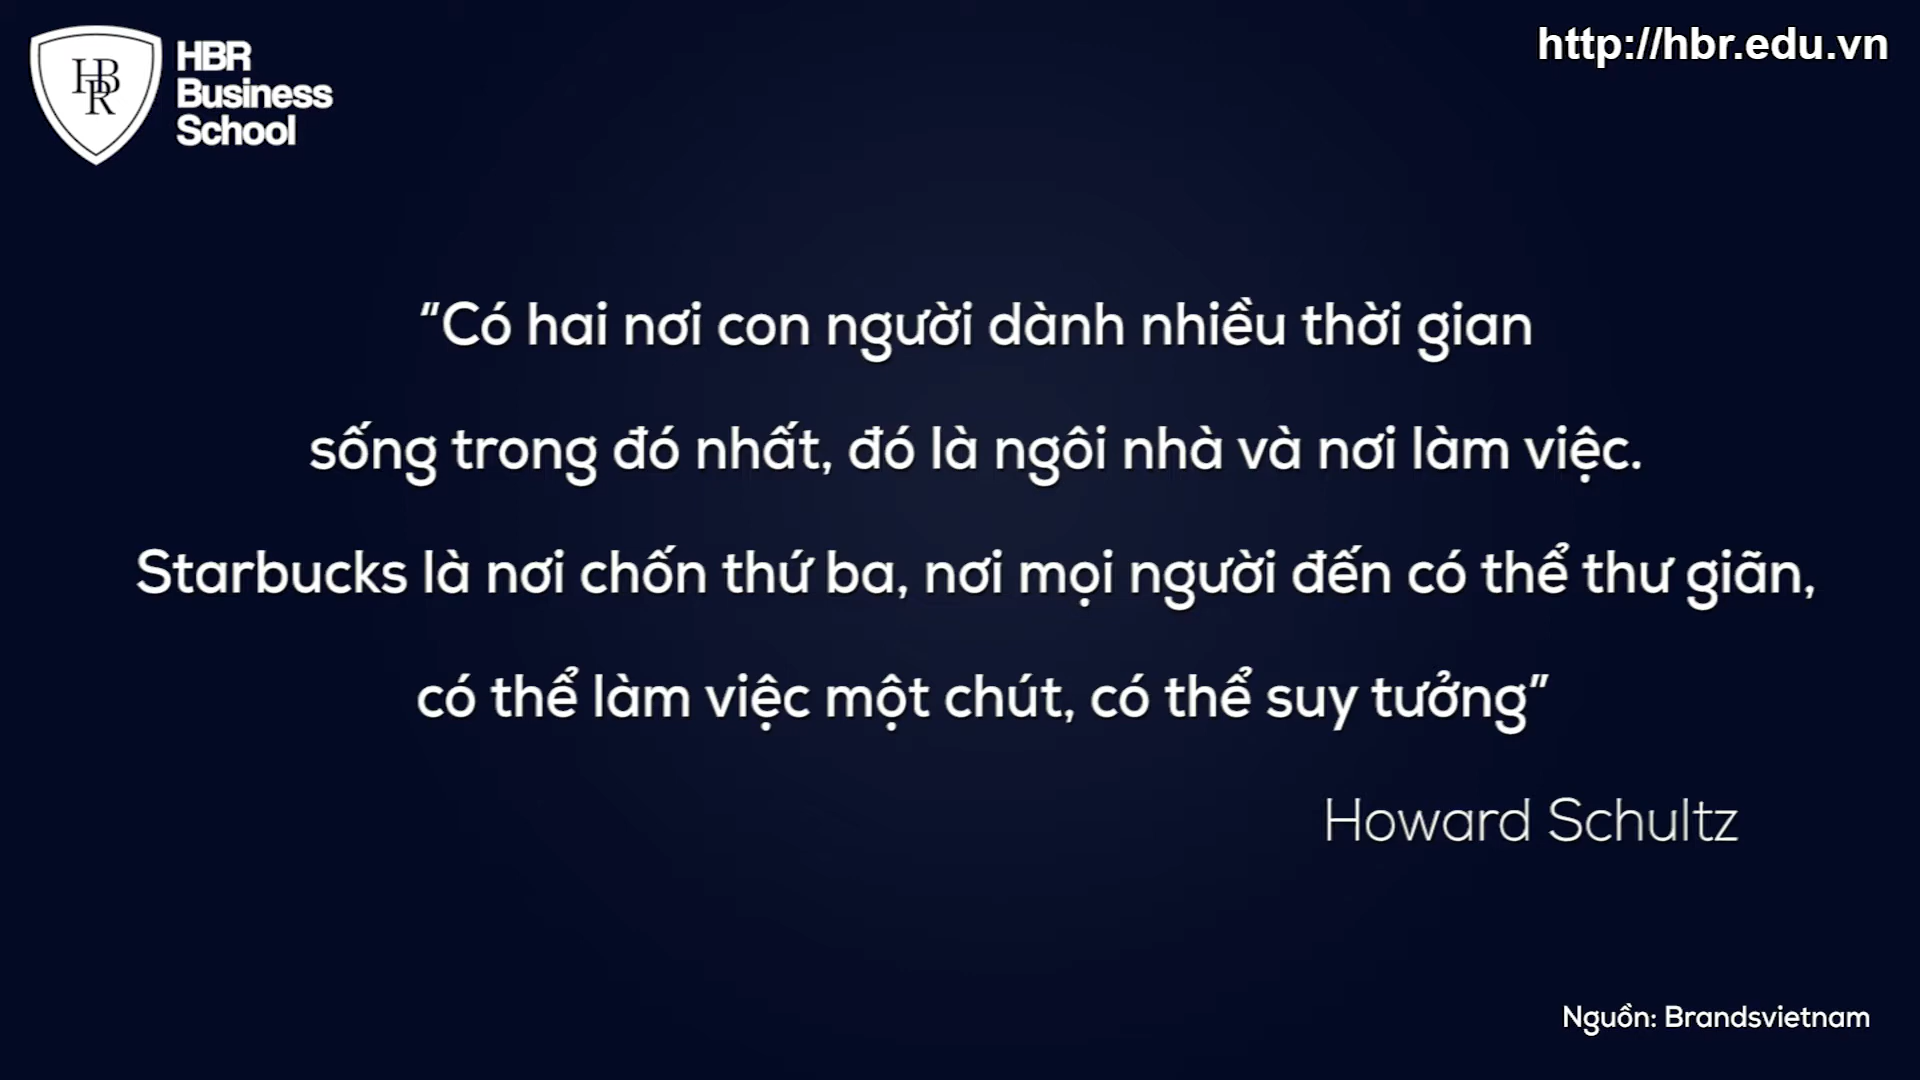 HBR
Business
School
http://hbr.edu.vn
“Có hai nơi con người dành nhiều thời gian
sống trong đó nhất, đó là ngôi nhà và nơi làm việc.
Starbucks là nơi chốn thứ ba, nơi mọi người đến có thể thư giãn,
có thể làm việc một chút, có thể suy tưởng”
Howard Schultz
Nguồn: Brandsvietnam